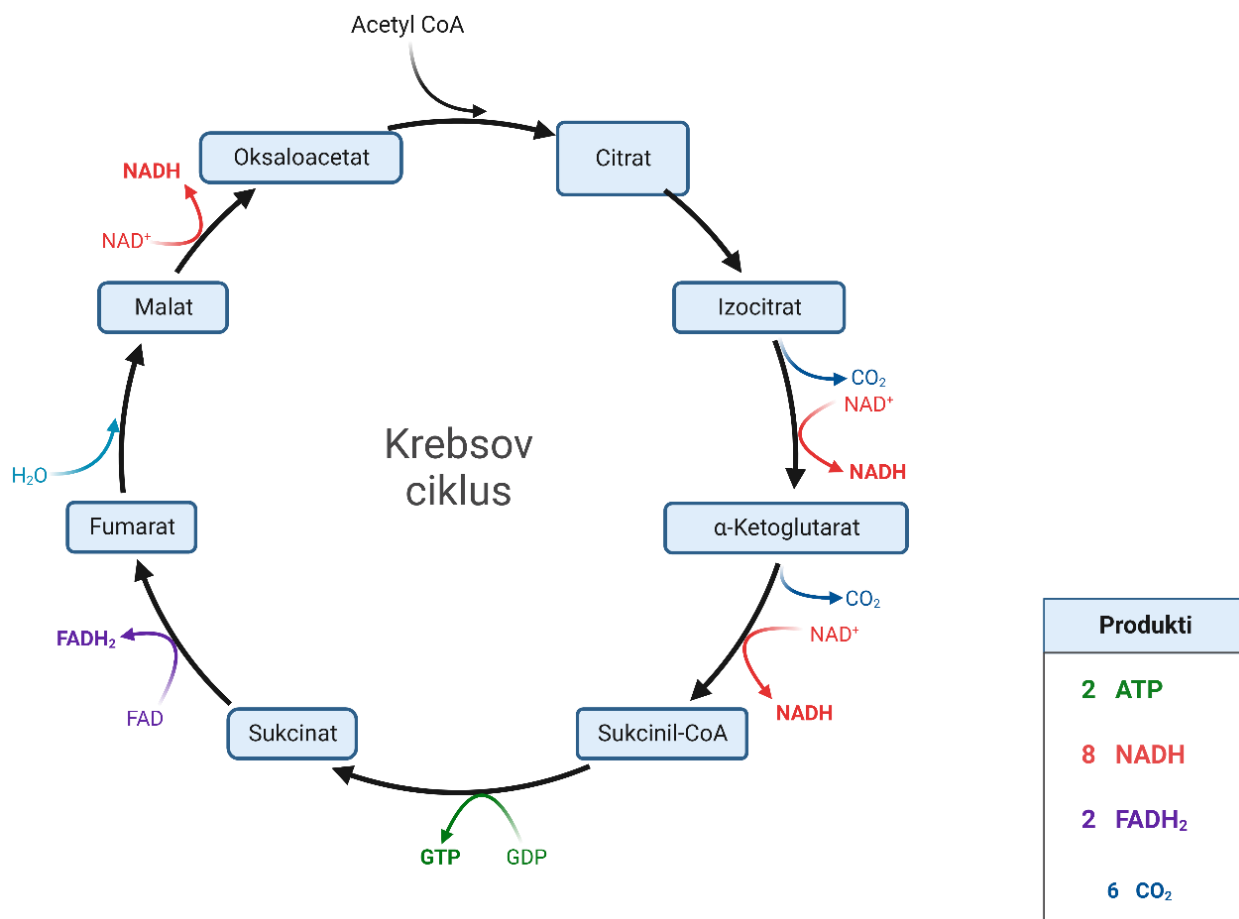 Acetyl CoA
Oksaloacetat
Citrat
NADH
NAD⁺
Malat
Izocitrat
CO₂
NAD⁺
NADH
Krebsov
ciklus
H₂O
Fumarat
α-Ketoglutarat
CO₂
NAD⁺
NADH
FADH₂
FAD
Sukcinat
Sukcinil-CoA
GTP
GDP
Produkti
2 ATP
8 NADH
2 FADH₂
6 CO₂